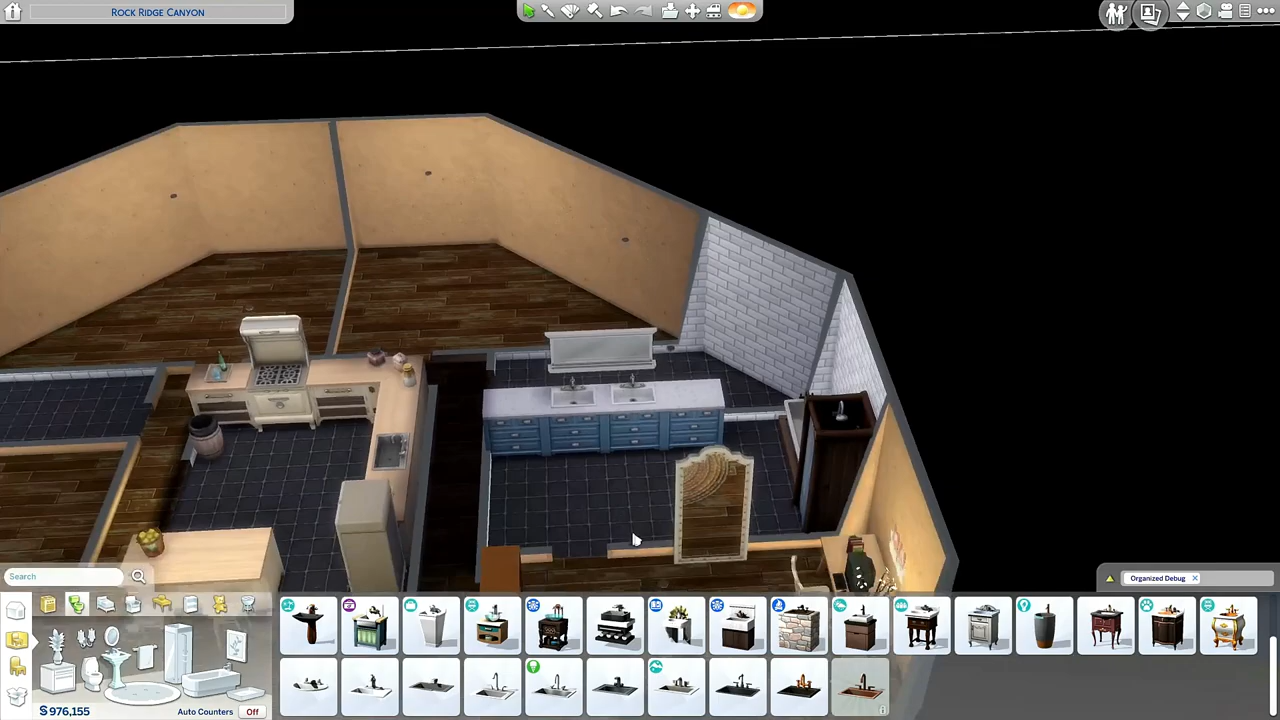 ROCK RIDGE CANYON
Organized Debug
Search
$976,155
Auto Counters
Off